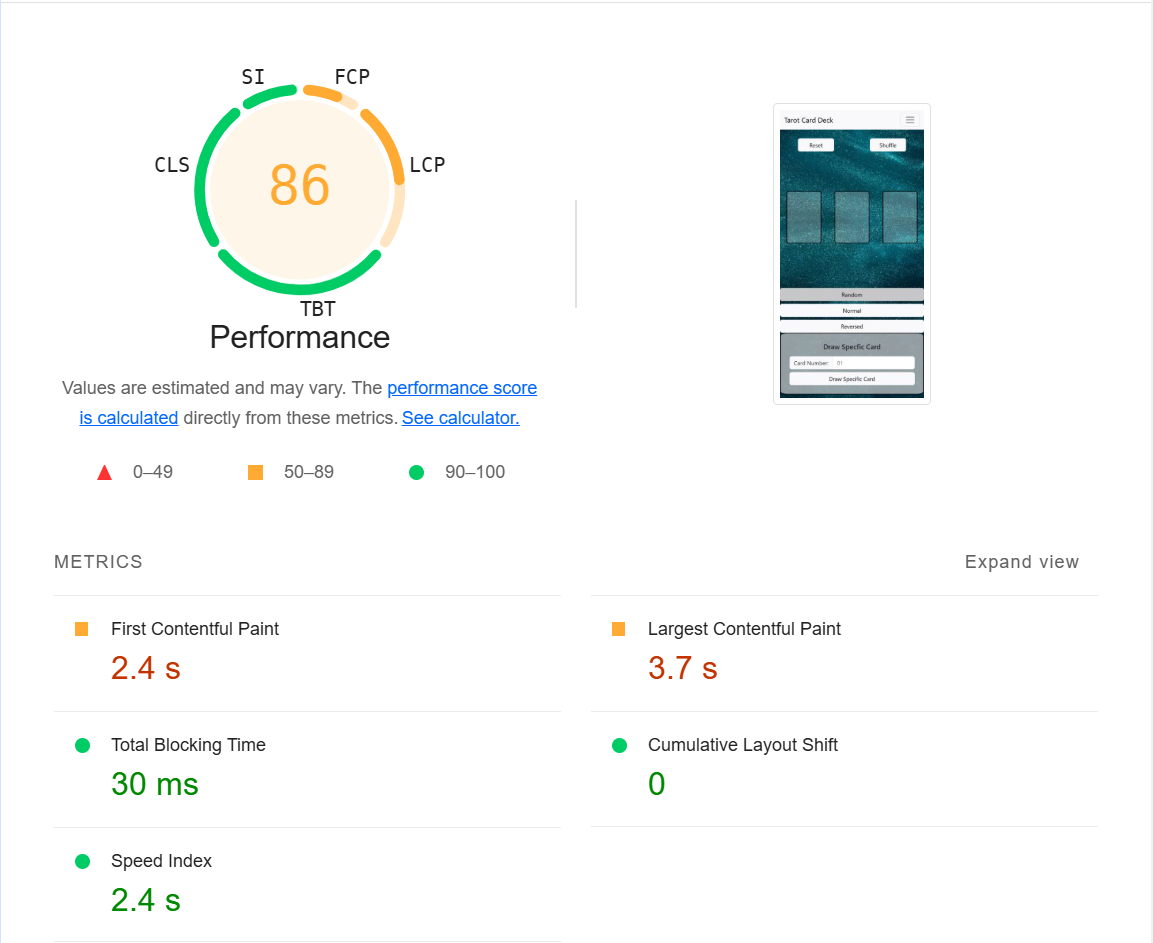 SI
FCP
CLS
86
LCP
TBT
Performance
Values are estimated and may vary. The performance score
is calculated directly from these metrics. See calculator.
0–49
50–89
90–100
Tarot Card Deck
Reset
Shuffle
Random
Normal
Reversed
Draw Specfic Card
Card Number: 01
Draw Specfic Card
METRICS
Expand view
First Contentful Paint
2.4 s
Largest Contentful Paint
3.7 s
Total Blocking Time
30 ms
Cumulative Layout Shift
0
Speed Index
2.4 s